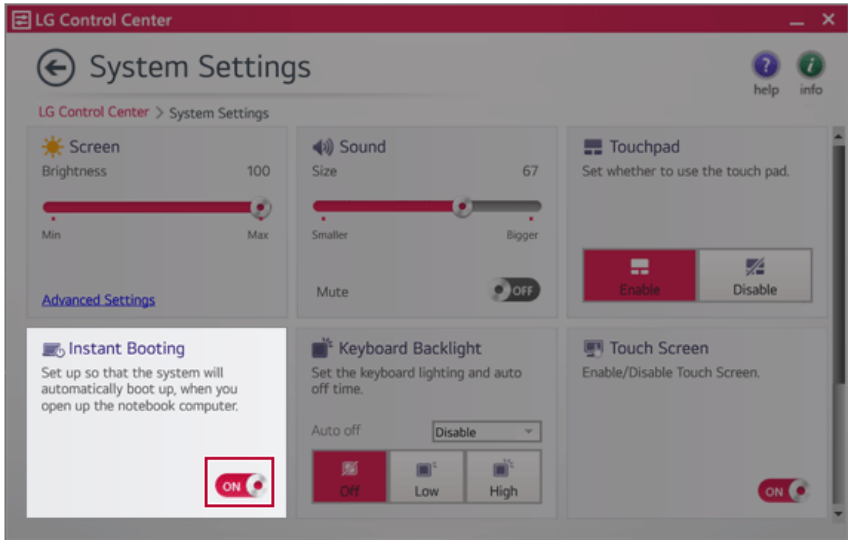 LG Control Center
System Settings
help
info
LG Control Center > System Settings
Screen
Brightness 100
Min Max
Advanced Settings
Sound
Size 67
Smaller Bigger
Mute OFF
Touchpad
Set whether to use the touch pad.
Enable Disable
Instant Booting
Set up so that the system will
automatically boot up, when you
open up the notebook computer.
ON
Keyboard Backlight
Set the keyboard lighting and auto
off time.
Auto off Disable
Off Low High
Touch Screen
Enable/Disable Touch Screen.
ON